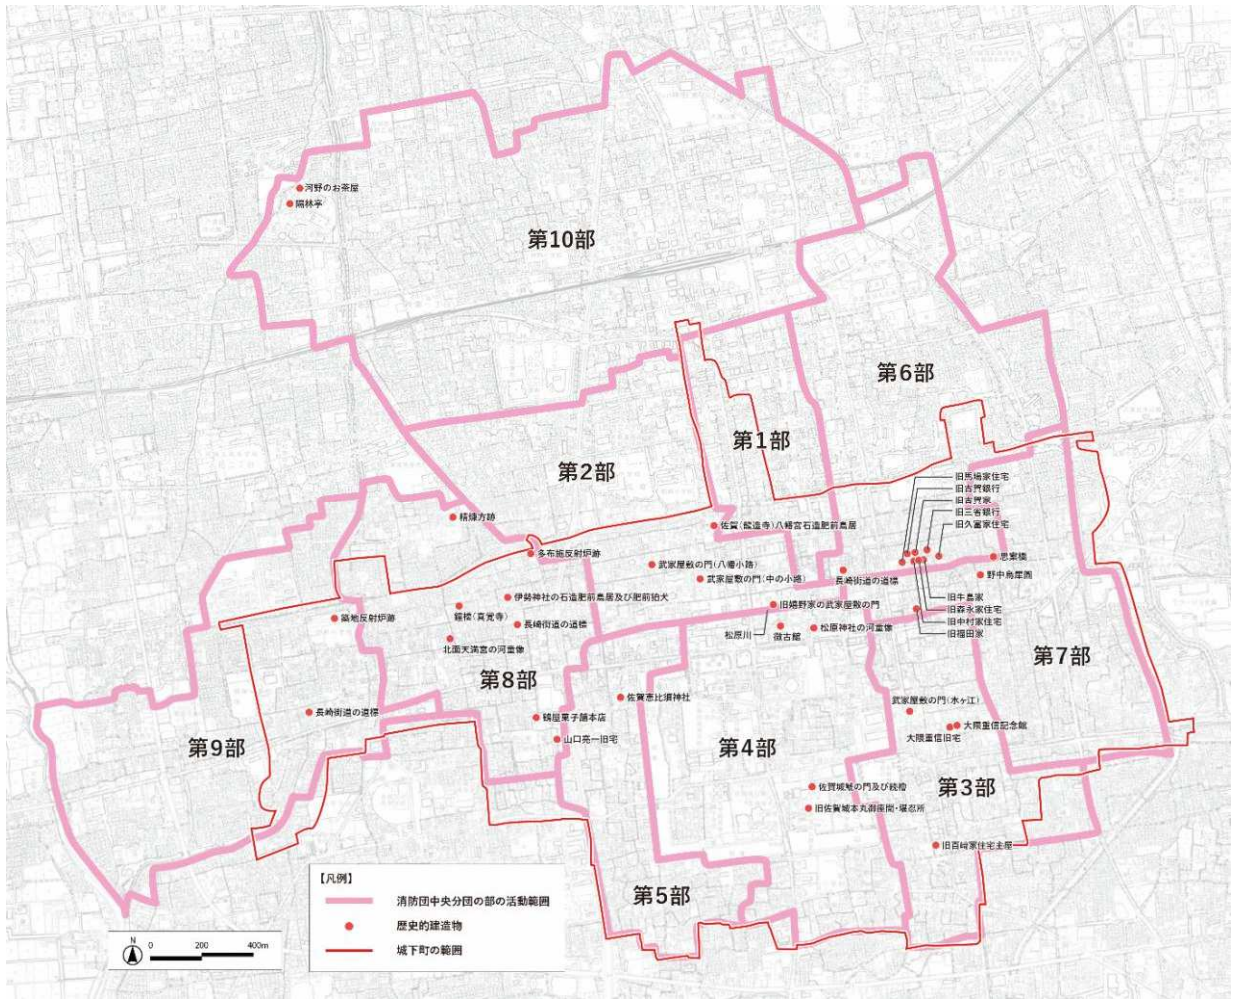 河野のお茶屋
隔林亭
第10部
第6部
第1部
第2部
旧馬場家住宅
旧古賀銀行
旧古賀家
旧三省銀行
旧久富家住宅
精煉方跡
佐賀(龍造寺)八幡宮石造肥前鳥居
多布施反射炉跡
思案橋
武家屋敷の門(八幡小路)
武家屋敷の門(中の小路)
長崎街道の道標
野中烏犀圓
伊勢神社の石造肥前鳥居及び肥前狛犬
旧牛島家
鐘楼(真覚寺)
旧嬉野家の武家屋敷の門
旧森永家住宅
築地反射炉跡
長崎街道の道標
旧中村家住宅
松原川
徴古館
松原神社の河童像
旧福田家
北面天満宮の河童像
第7部
第8部
佐賀恵比須神社
武家屋敷の門(水ヶ江)
長崎街道の道標
鶴屋菓子舗本店
大隈重信記念館
大隈重信旧宅
山口亮一旧宅
第9部
第4部
第3部
佐賀城鯱の門及び続櫓
旧佐賀城本丸御座間・堪忍所
旧百﨑家住宅主屋
第5部
【凡例】
消防団中央分団の部の活動範囲
歴史的建造物
城下町の範囲
N
0 200 400m